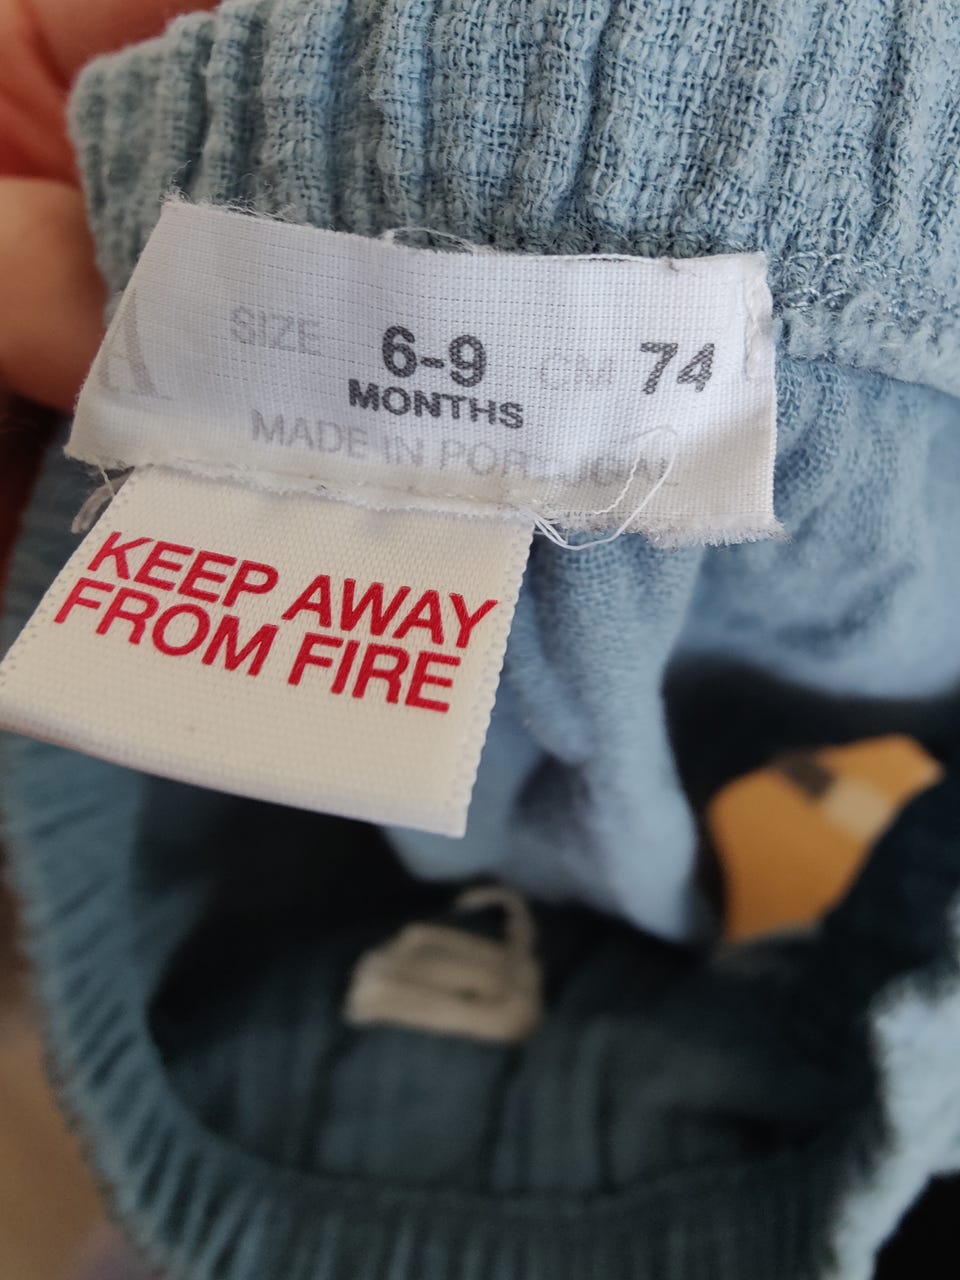 SIZE 6-9 CM 74
MONTHS
MADE IN PORTUGAL
KEEP AWAY
FROM FIRE